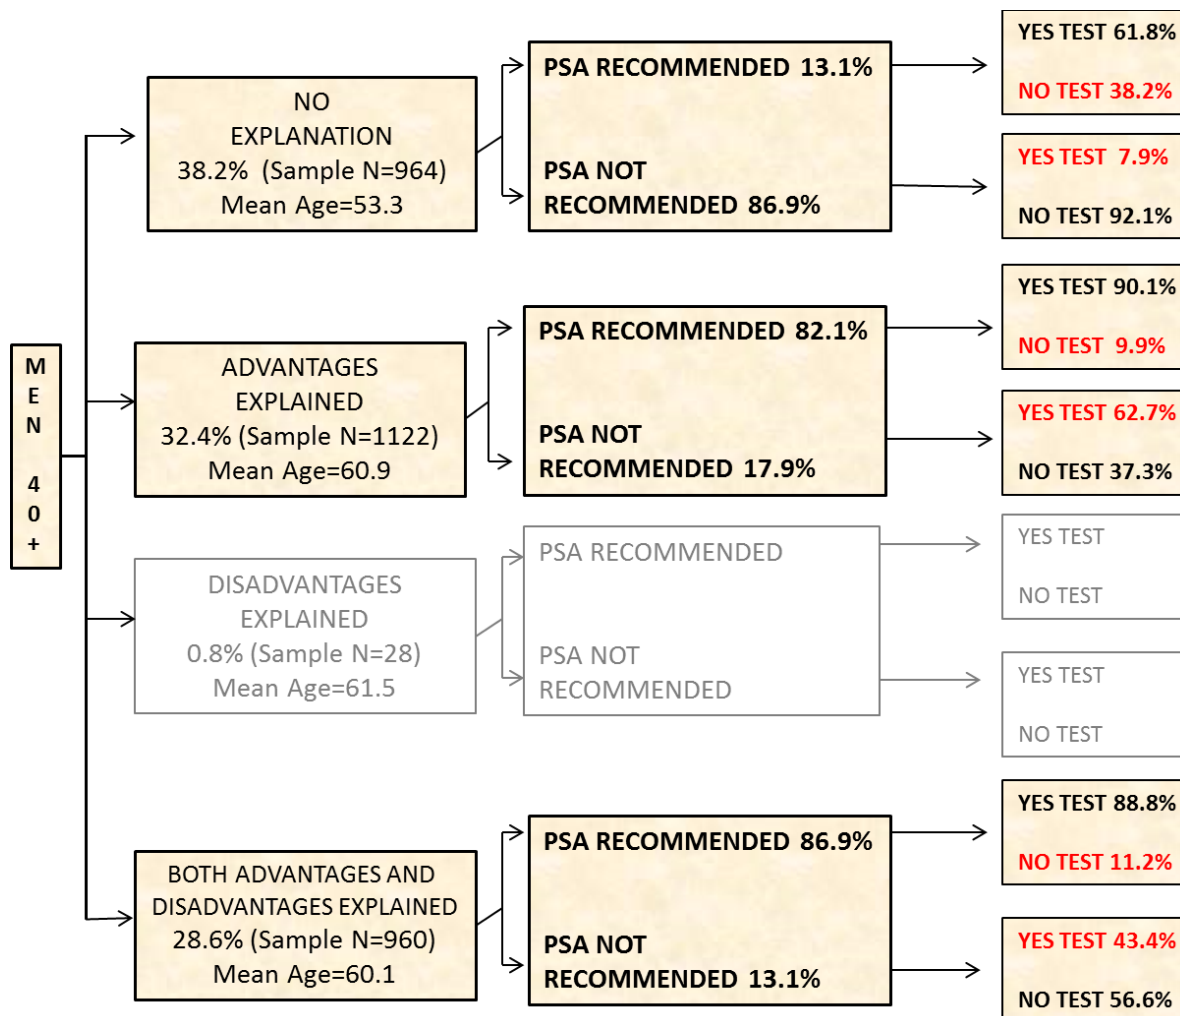 MEN 40+
NO
EXPLANATION
38.2% (Sample N=964)
Mean Age=53.3
PSA RECOMMENDED 13.1%
PSA NOT
RECOMMENDED 86.9%
YES TEST 61.8%
NO TEST 38.2%
YES TEST 7.9%
NO TEST 92.1%
ADVANTAGES
EXPLAINED
32.4% (Sample N=1122)
Mean Age=60.9
PSA RECOMMENDED 82.1%
PSA NOT
RECOMMENDED 17.9%
YES TEST 90.1%
NO TEST 9.9%
YES TEST 62.7%
NO TEST 37.3%
DISADVANTAGES
EXPLAINED
0.8% (Sample N=28)
Mean Age=61.5
PSA RECOMMENDED
PSA NOT
RECOMMENDED
YES TEST
NO TEST
YES TEST
NO TEST
BOTH ADVANTAGES AND
DISADVANTAGES EXPLAINED
28.6% (Sample N=960)
Mean Age=60.1
PSA RECOMMENDED 86.9%
PSA NOT
RECOMMENDED 13.1%
YES TEST 88.8%
NO TEST 11.2%
YES TEST 43.4%
NO TEST 56.6%